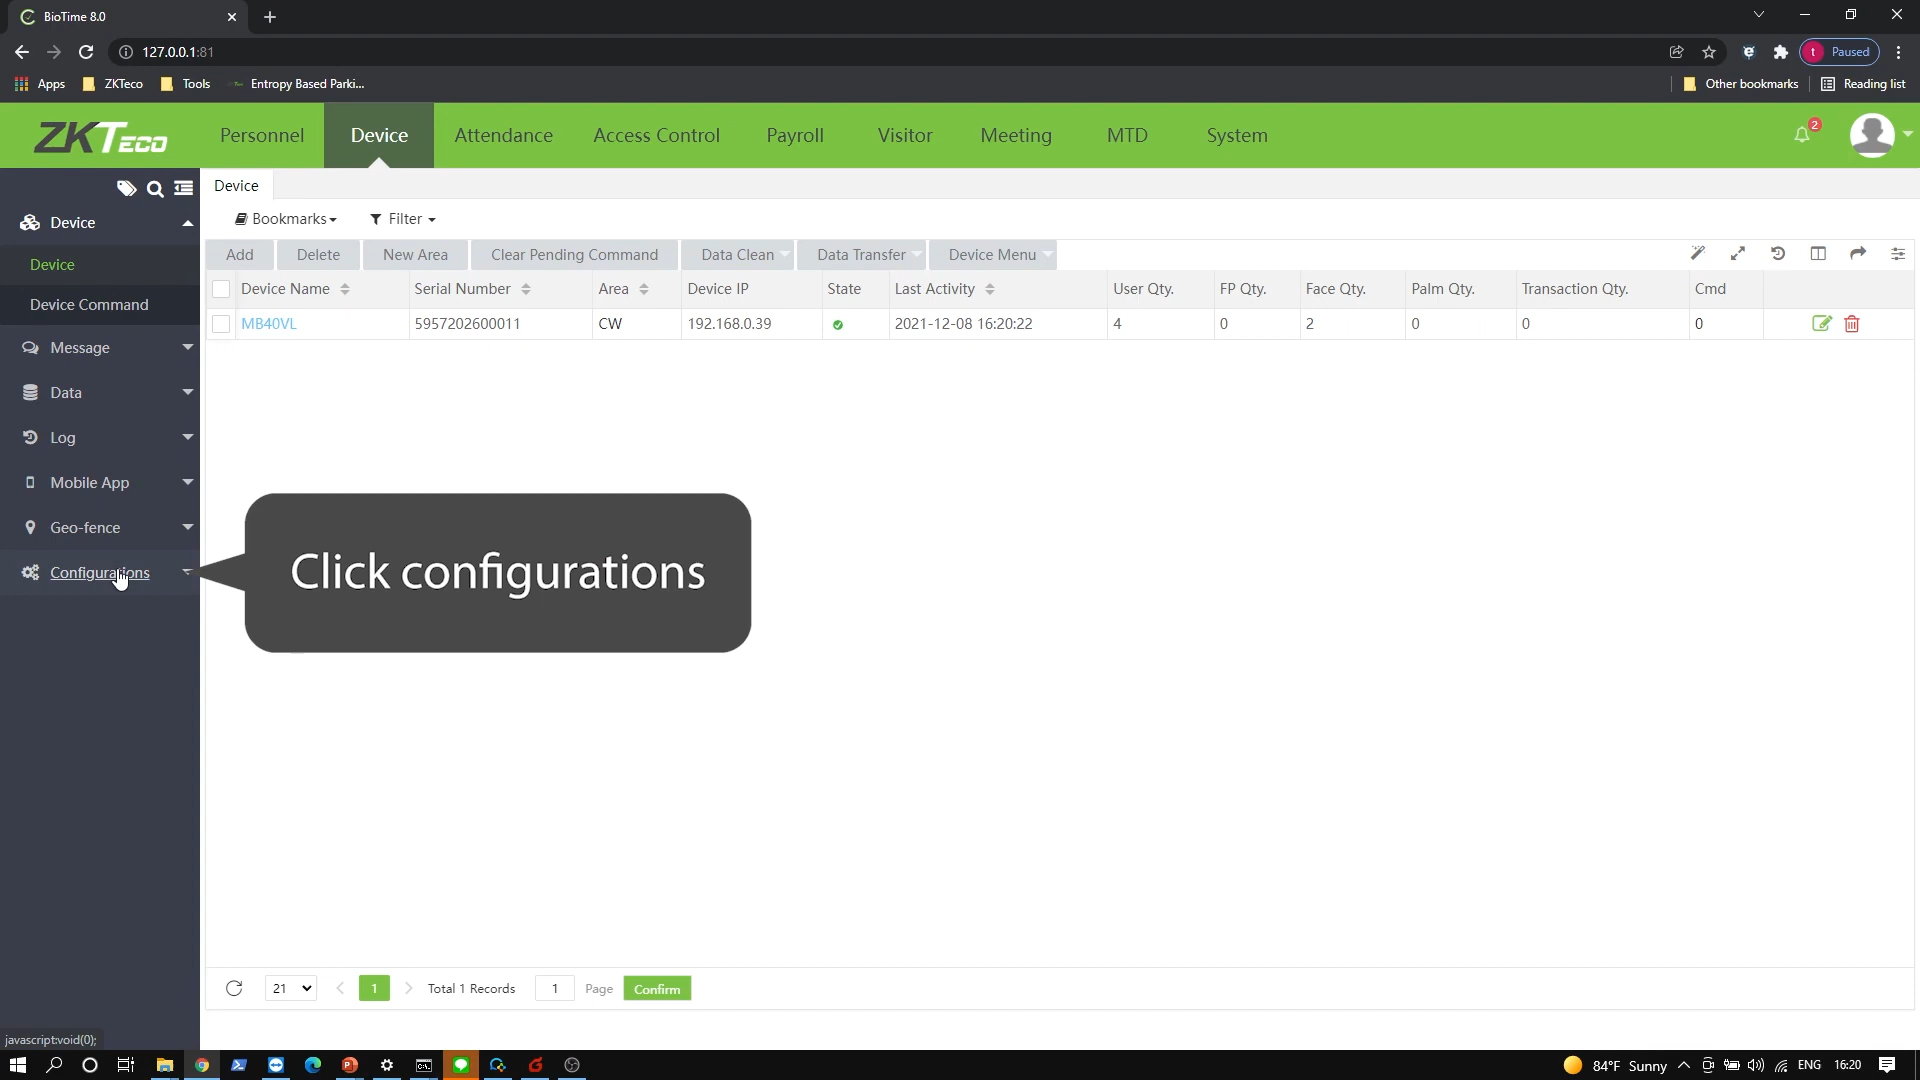 BioTime 8.0
127.0.0.1:81
Paused
t
Apps
ZKTeco
Tools
Entropy Based Parki...
Other bookmarks
Reading list
ZKTeco
Personnel
Device
Attendance
Access Control
Payroll
Visitor
Meeting
MTD
System
2
Device
Device
Device Command
Message
Data
Log
Mobile App
Geo-fence
Configurations
Device
Bookmarks
Filter
Add
Delete
New Area
Clear Pending Command
Data Clean
Data Transfer
Device Menu
Device Name Serial Number Area Device IP State Last Activity User Qty. FP Qty. Face Qty. Palm Qty. Transaction Qty. Cmd
MB40VL 5957202600011 CW 192.168.0.39 2021-12-08 16:20:22 4 0 2 0 0 0
Click configurations
21
1
Total 1 Records
1
Page
Confirm
javascript:void(0);
84°F Sunny
ENG
16:20